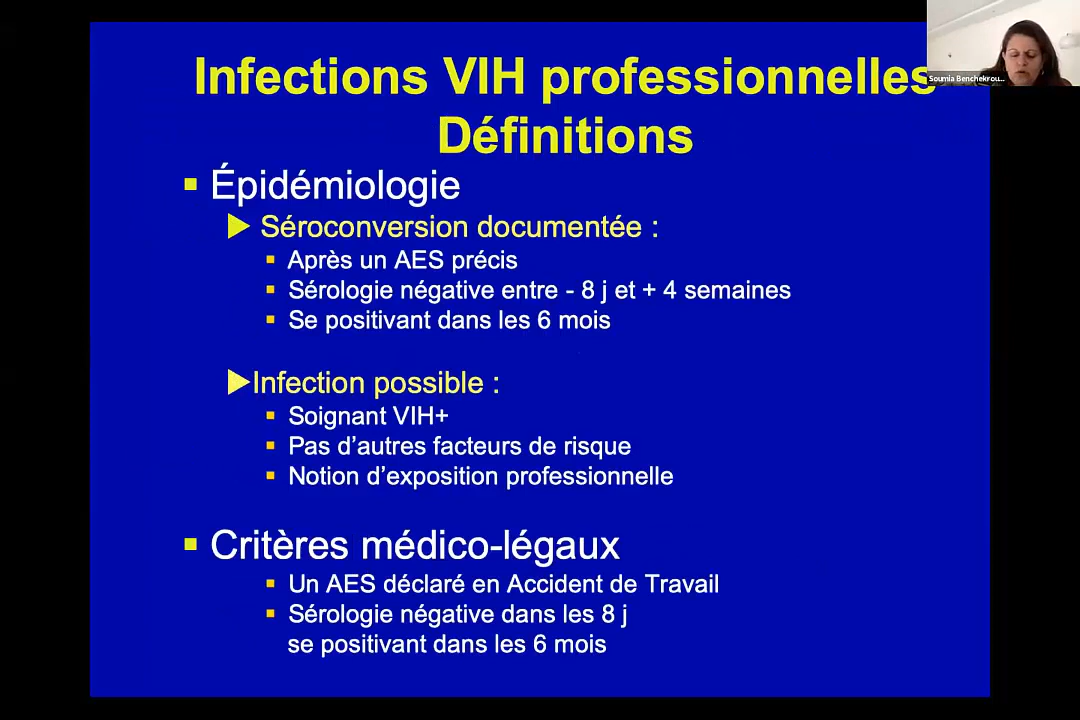 Infections VIH professionnelles
Définitions
Soumia Benchekrou...
Épidémiologie
Séroconversion documentée :
Après un AES précis
Sérologie négative entre - 8 j et + 4 semaines
Se positivant dans les 6 mois
Infection possible :
Soignant VIH+
Pas d’autres facteurs de risque
Notion d’exposition professionnelle
Critères médico-légaux
Un AES déclaré en Accident de Travail
Sérologie négative dans les 8 j
se positivant dans les 6 mois